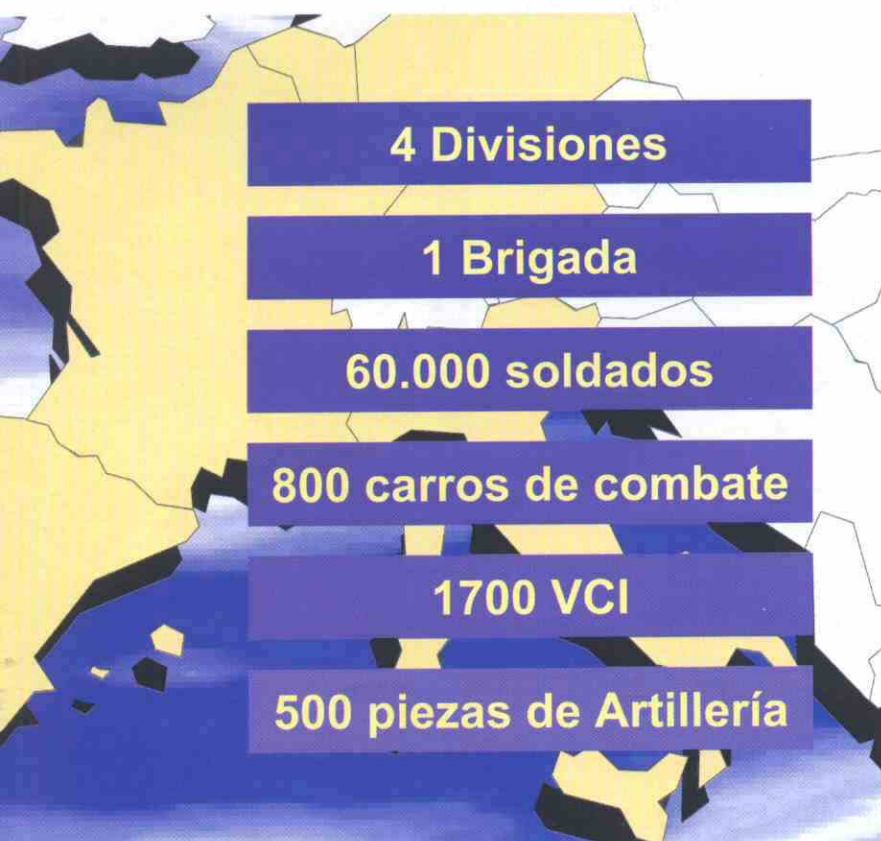 4 Divisiones
1 Brigada
60.000 soldados
800 carros de combate
1700 VCI
500 piezas de Artillería